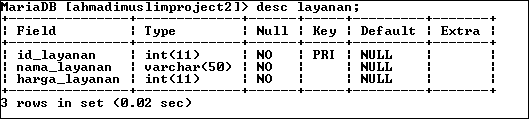 MariaDB [ahmadimuslimproject2]> desc layanan;
+---------------+-------------+------+-----+---------+-------+
| Field         | Type        | Null | Key | Default | Extra |
+---------------+-------------+------+-----+---------+-------+
| id_layanan    | int(11)     | NO   | PRI | NULL    |       |
| nama_layanan  | varchar(50) | NO   |     | NULL    |       |
| harga_layanan | int(11)     | NO   |     | NULL    |       |
+---------------+-------------+------+-----+---------+-------+
3 rows in set (0.02 sec)